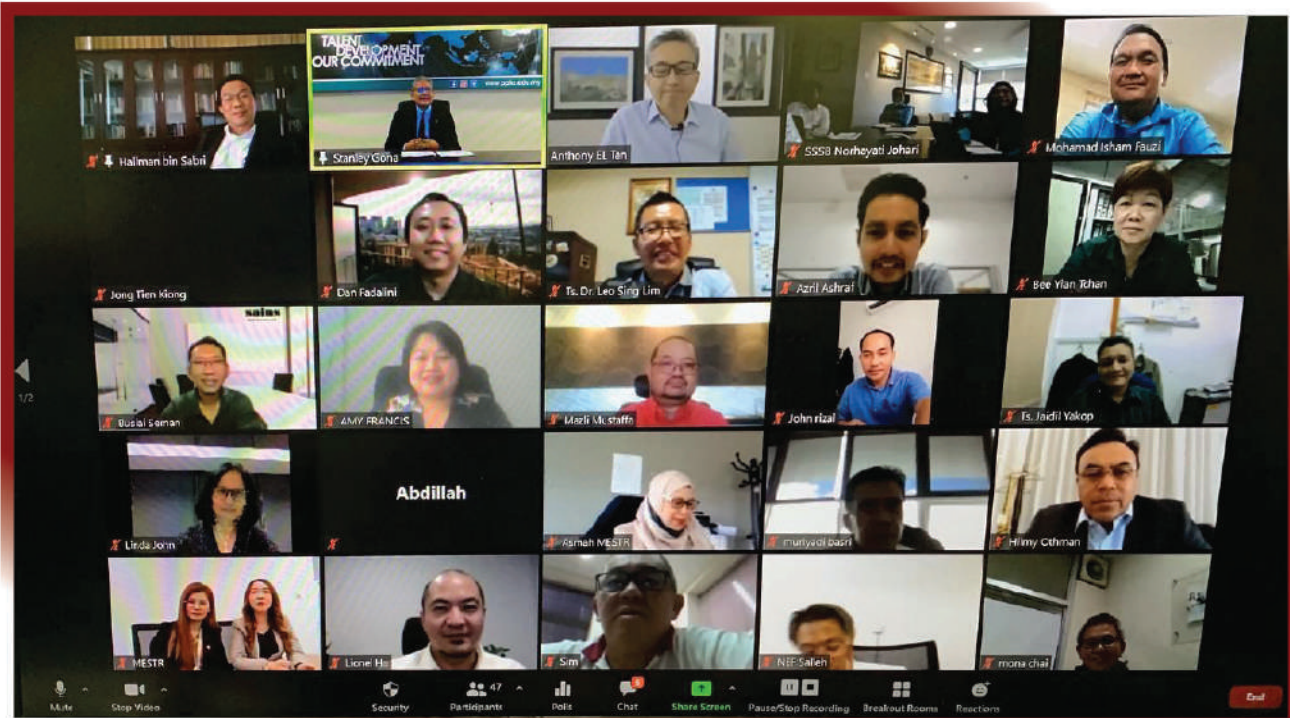 TALENT
DEVELOPMENT
OUR COMMITMENT
Haliman bin Sabri
Stanley Gona
Anthony EL Tan
SSSB Norhayati Johari
Mohamad Isham Fauzi
Jong Tien Kiong
Dan Fadalini
Ts. Dr. Leo Sing Lim
Azril Ashraf
Bee Yian Tchan
sains
Busiai Seman
AMY FRANCIS
Mazli Mustaffa
John rizal
Ts. Jaidil Yakop
1/2
Linda John
Abdillah
Asmah MESTR
muriyadi basri
Hilmy Othman
MESTR
Lionel Ho
Sim
NEF Salleh
mona chai
Mute
Stop Video
Security
47
Participants
Polls
Chat
Share Screen
Pause/Stop Recording
Breakout Rooms
Reactions
End